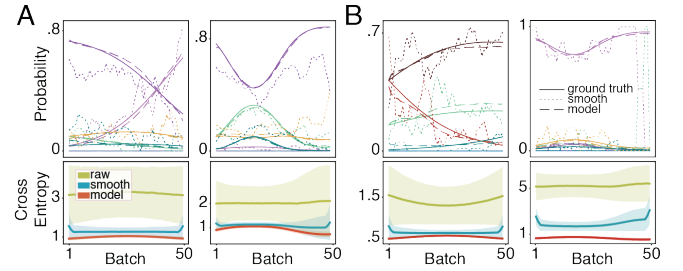 A
B
Probability
.8
0
.8
0
.7
0
1
0
ground truth
smooth
model
Cross
Entropy
3
1
raw
smooth
model
2
1
1.5
.5
5
1
1
Batch
50
1
Batch
50
1
Batch
50
1
Batch
50